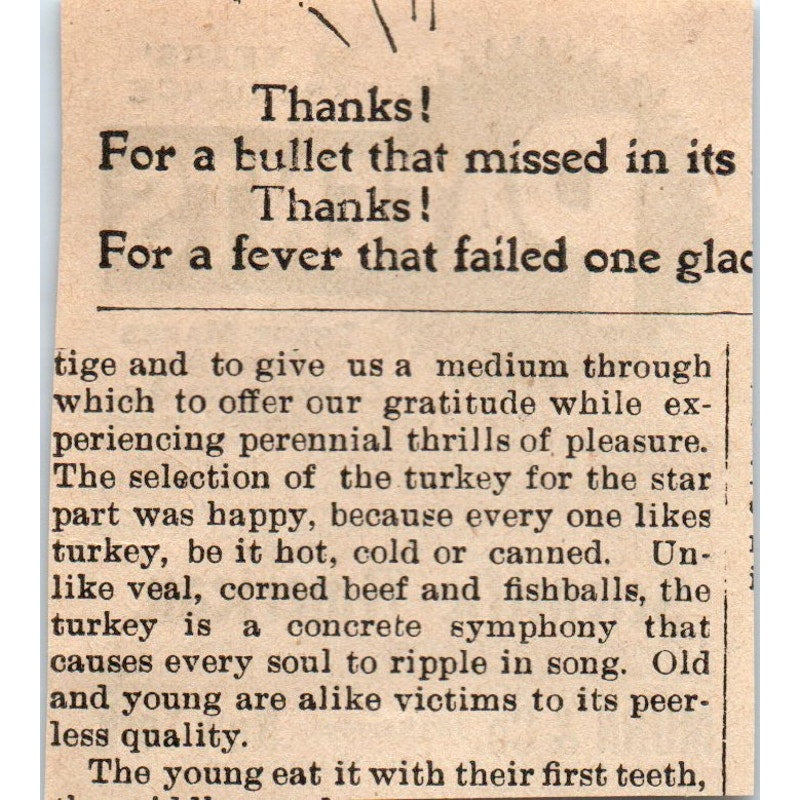 Thanks!
For a bullet that missed in its
Thanks!
For a fever that failed one glad
tige and to give us a medium through
which to offer our gratitude while ex-
periencing perennial thrills of pleasure.
The selection of the turkey for the star
part was happy, because every one likes
turkey, be it hot, cold or canned. Un-
like veal, corned beef and fishballs, the
turkey is a concrete symphony that
causes every soul to ripple in song. Old
and young are alike victims to its peer-
less quality.
The young eat it with their first teeth,